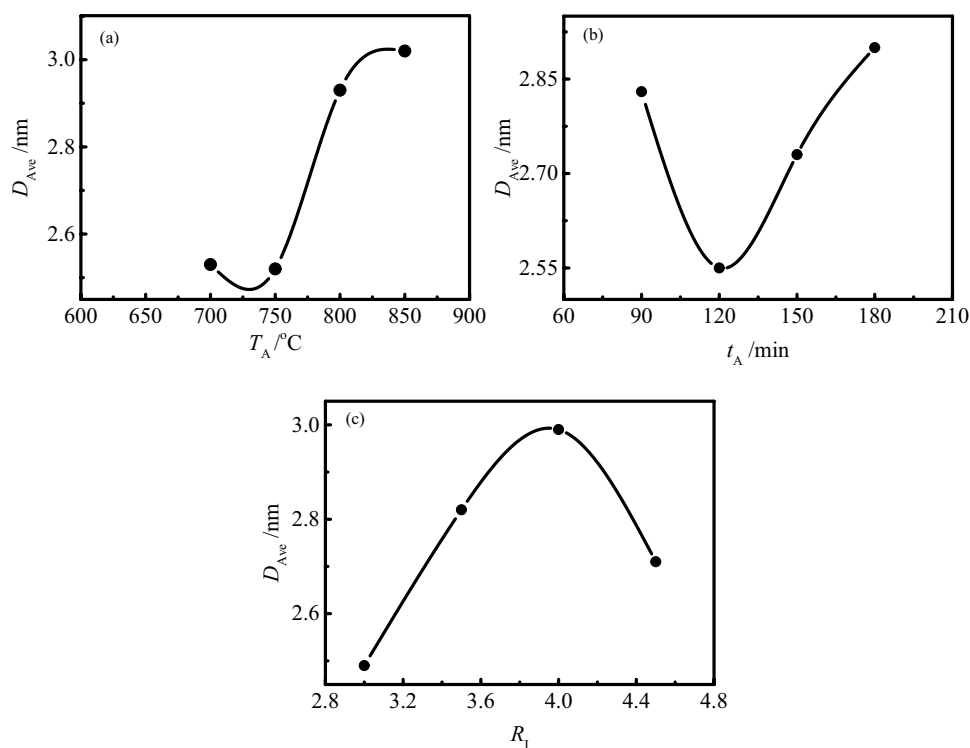 (a)
3.0
2.8
2.6
D_Ave /nm
600 650 700 750 800 850 900
T_A /°C
(b)
2.85
2.70
2.55
D_Ave /nm
60 90 120 150 180 210
t_A /min
(c)
3.0
2.8
2.6
D_Ave /nm
2.8 3.2 3.6 4.0 4.4 4.8
R_I